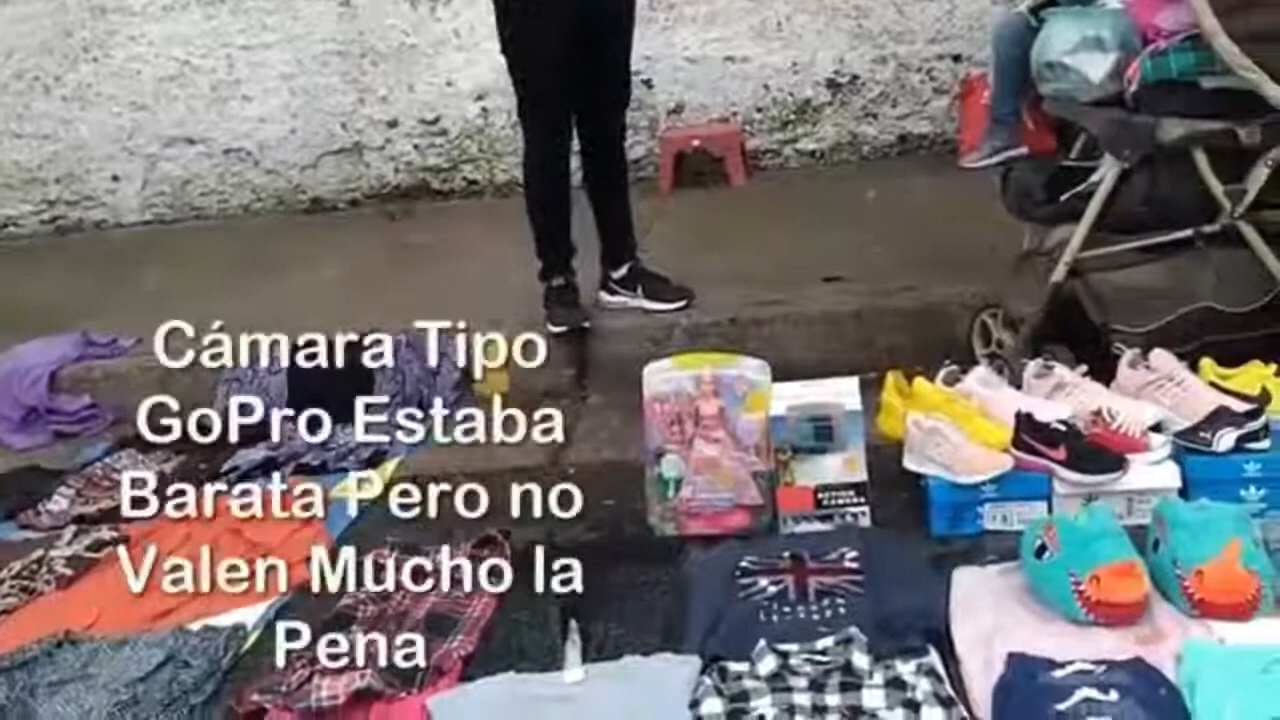 Cámara Tipo
GoPro Estaba
Barata Pero no
Valen Mucho la
Pena